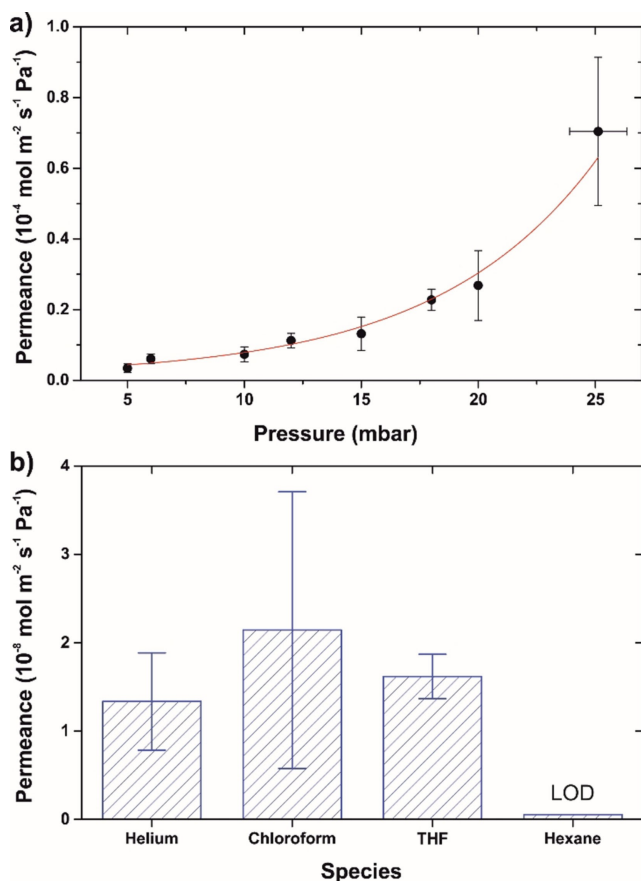 a)
1.0
0.8
0.6
0.4
0.2
0.0
Permeance (10⁻⁴ mol m⁻² s⁻¹ Pa⁻¹)
5 10 15 20 25
Pressure (mbar)
b)
4
3
2
1
0
Permeance (10⁻⁸ mol m⁻² s⁻¹ Pa⁻¹)
LOD
Helium Chloroform THF Hexane
Species